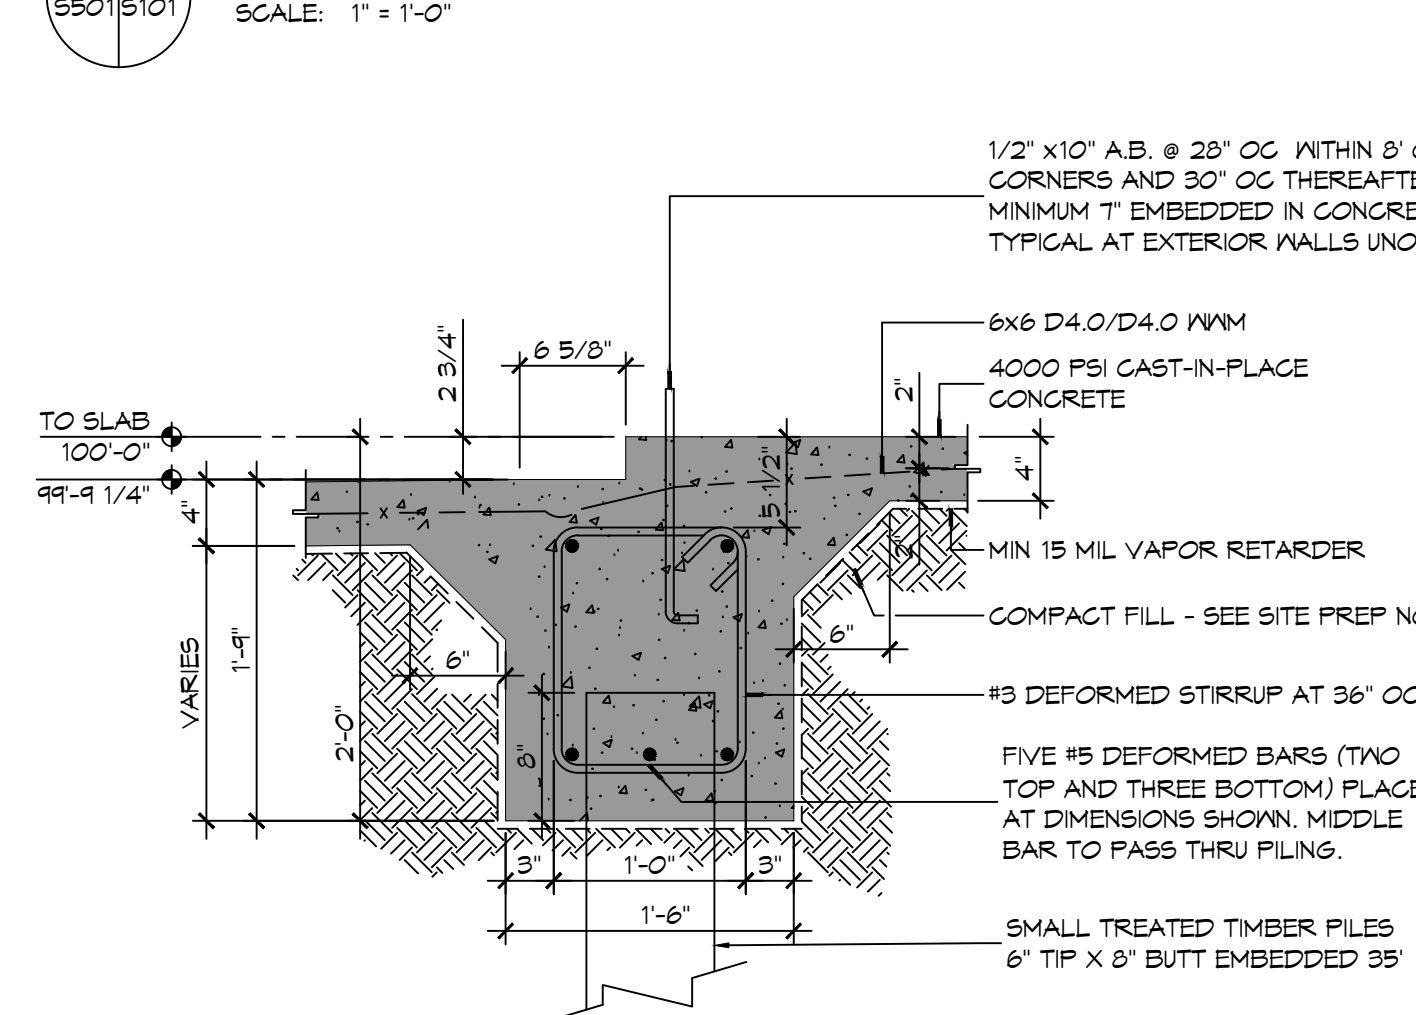 S501 S101
SCALE: 1" = 1'-0"
1/2" x10" A.B. @ 28" OC WITHIN 8'
CORNERS AND 30" OC THEREAFTE
MINIMUM 7" EMBEDDED IN CONCRE
TYPICAL AT EXTERIOR WALLS UNO
6x6 D4.0/D4.0 WWM
4000 PSI CAST-IN-PLACE
CONCRETE
2 3/4"
6 5/8"
2"
TO SLAB
100'-0"
99'-9 1/4"
4"
5 1/2"
4"
x
x
MIN 15 MIL VAPOR RETARDER
COMPACT FILL - SEE SITE PREP
VARIES
1'-9"
2'-0"
6"
6"
8"
#3 DEFORMED STIRRUP AT 36" OC
FIVE #5 DEFORMED BARS (TWO
TOP AND THREE BOTTOM) PLACE
AT DIMENSIONS SHOWN. MIDDLE
BAR TO PASS THRU PILING.
3"
1'-0"
3"
1'-6"
SMALL TREATED TIMBER PILES
6" TIP X 8" BUTT EMBEDDED 35'